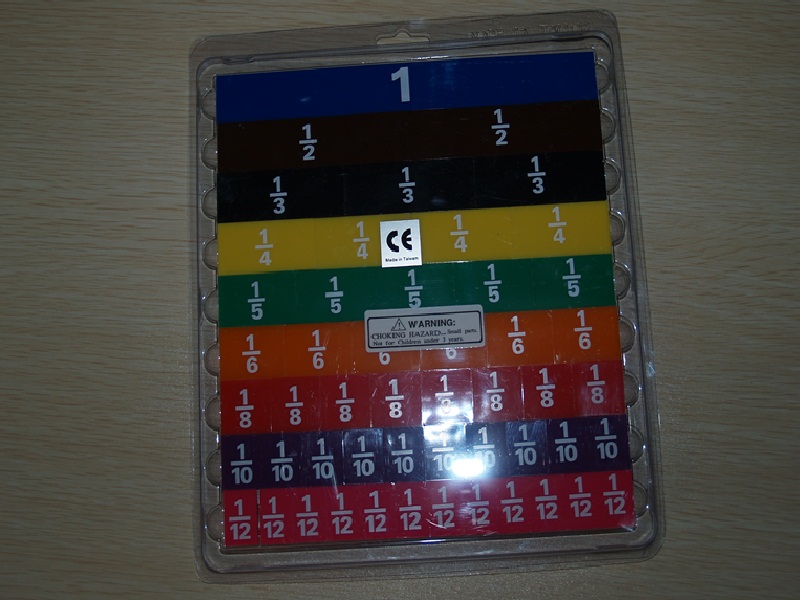 1
1/2 1/2
1/3 1/3 1/3
1/4 1/4 1/4 1/4
CE
Made in Taiwan
1/5 1/5 1/5 1/5 1/5
WARNING:
CHOKING HAZARD--Small parts.
Not for Children under 3 years.
1/6 1/6 6 6 1/6 1/6
1/8 1/8 1/8 1/8 1/8 1/8 1/8 1/8
1/10 1/10 1/10 1/10 1/10 1/10 1/10 1/10 1/10 1/10
1/12 1/12 1/12 1/12 1/12 1/12 1/12 1/12 1/12 1/12 1/12 1/12